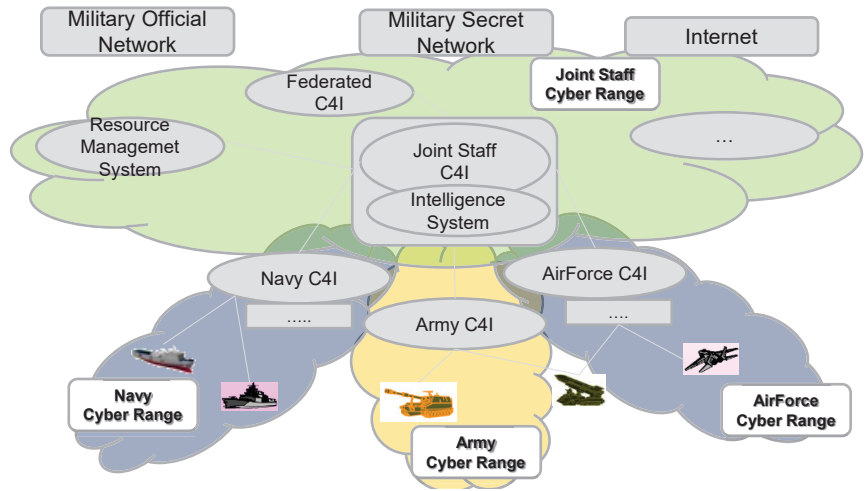 Military Official
Network
Military Secret
Network
Internet
Federated
C4I
Joint Staff
Cyber Range
Resource
Managemet
System
Joint Staff
C4I
...
Intelligence
System
Navy C4I
AirForce C4I
.....
....
Army C4I
Navy
Cyber Range
AirForce
Cyber Range
Army
Cyber Range